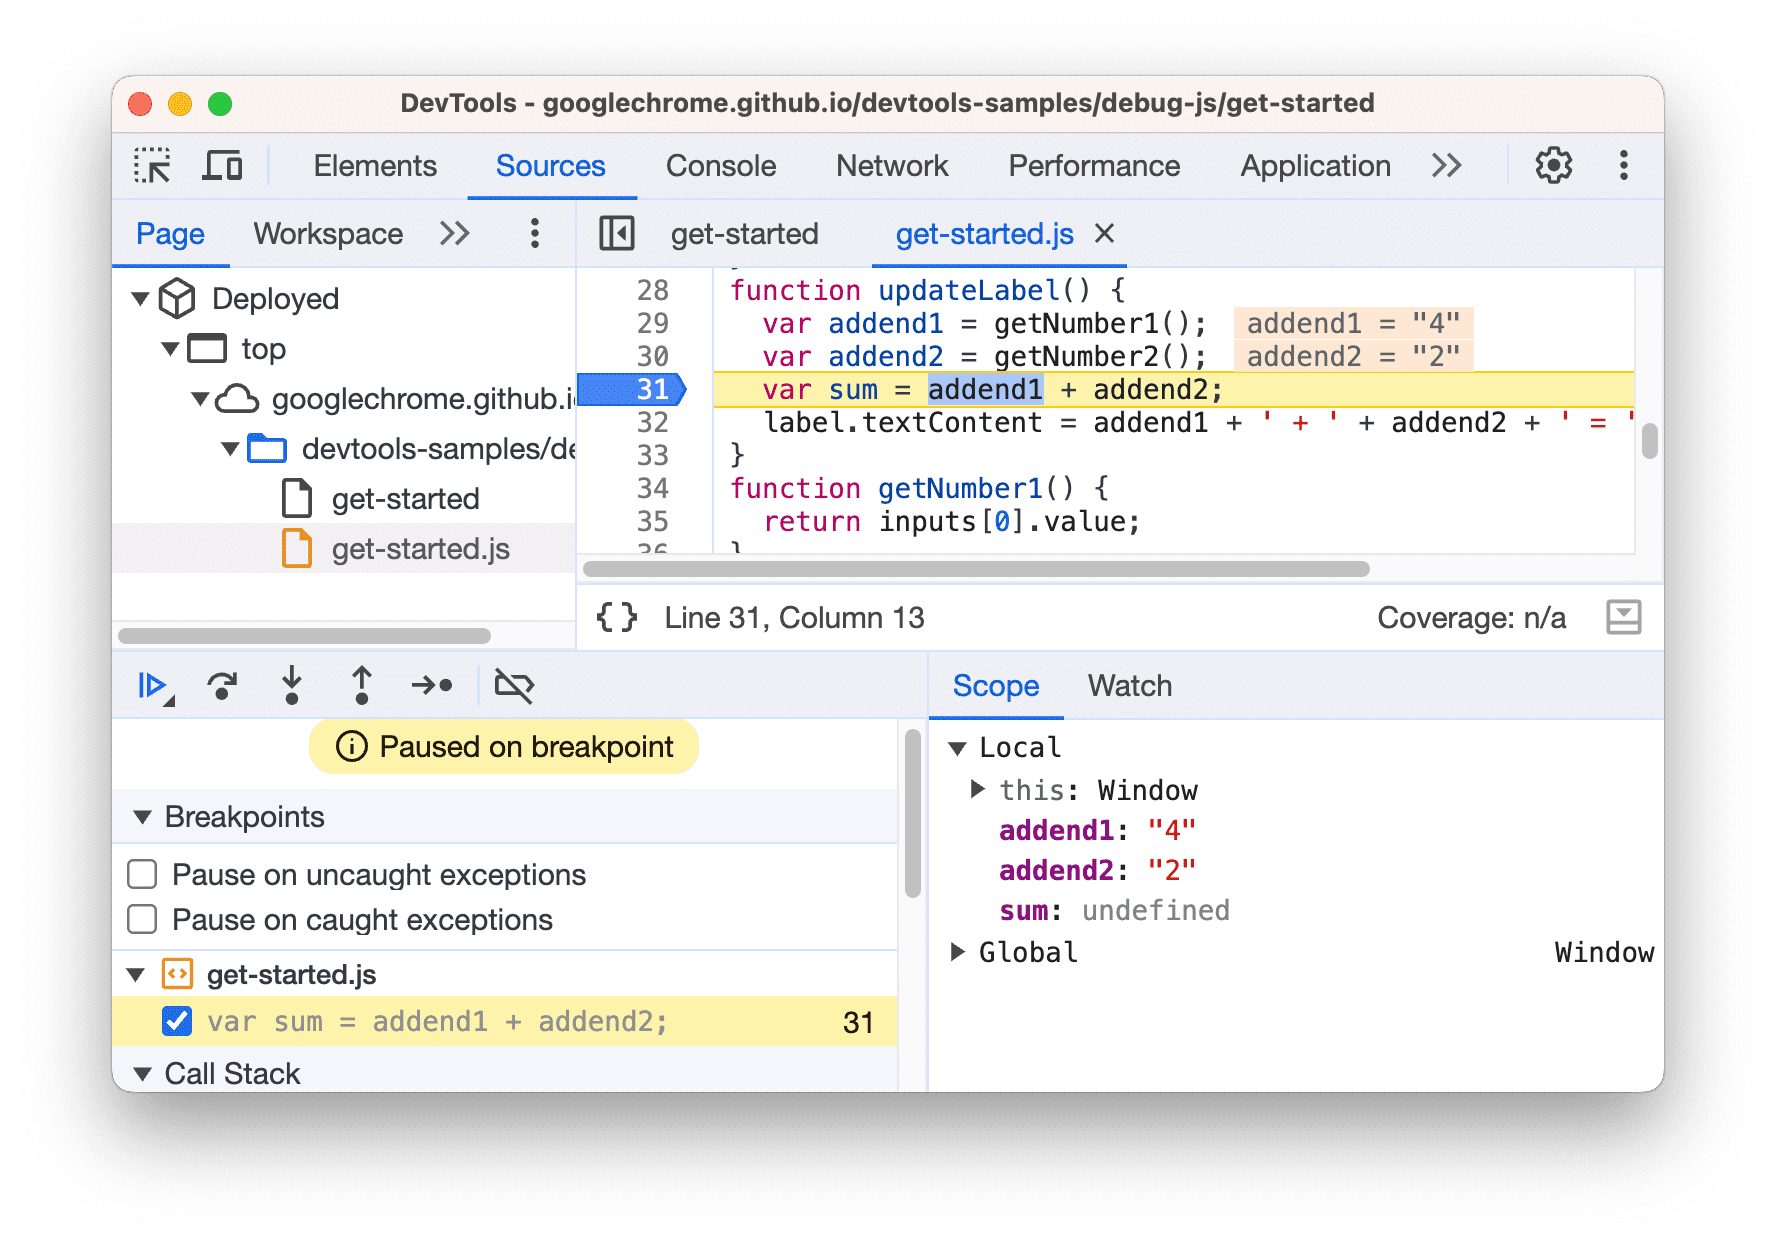 DevTools - googlechrome.github.io/devtools-samples/debug-js/get-started
Elements Sources Console Network Performance Application
Page Workspace
get-started get-started.js
Deployed
top
googlechrome.github.i
devtools-samples/de
get-started
get-started.js
28 function updateLabel() {
29 var addend1 = getNumber1(); addend1 = "4"
30 var addend2 = getNumber2(); addend2 = "2"
31 var sum = addend1 + addend2;
32 label.textContent = addend1 + ' + ' + addend2 + ' = '
33 }
34 function getNumber1() {
35 return inputs[0].value;
36 }
{} Line 31, Column 13 Coverage: n/a
Paused on breakpoint
Breakpoints
Pause on uncaught exceptions
Pause on caught exceptions
get-started.js
var sum = addend1 + addend2; 31
Call Stack
Scope Watch
Local
this: Window
addend1: "4"
addend2: "2"
sum: undefined
Global Window